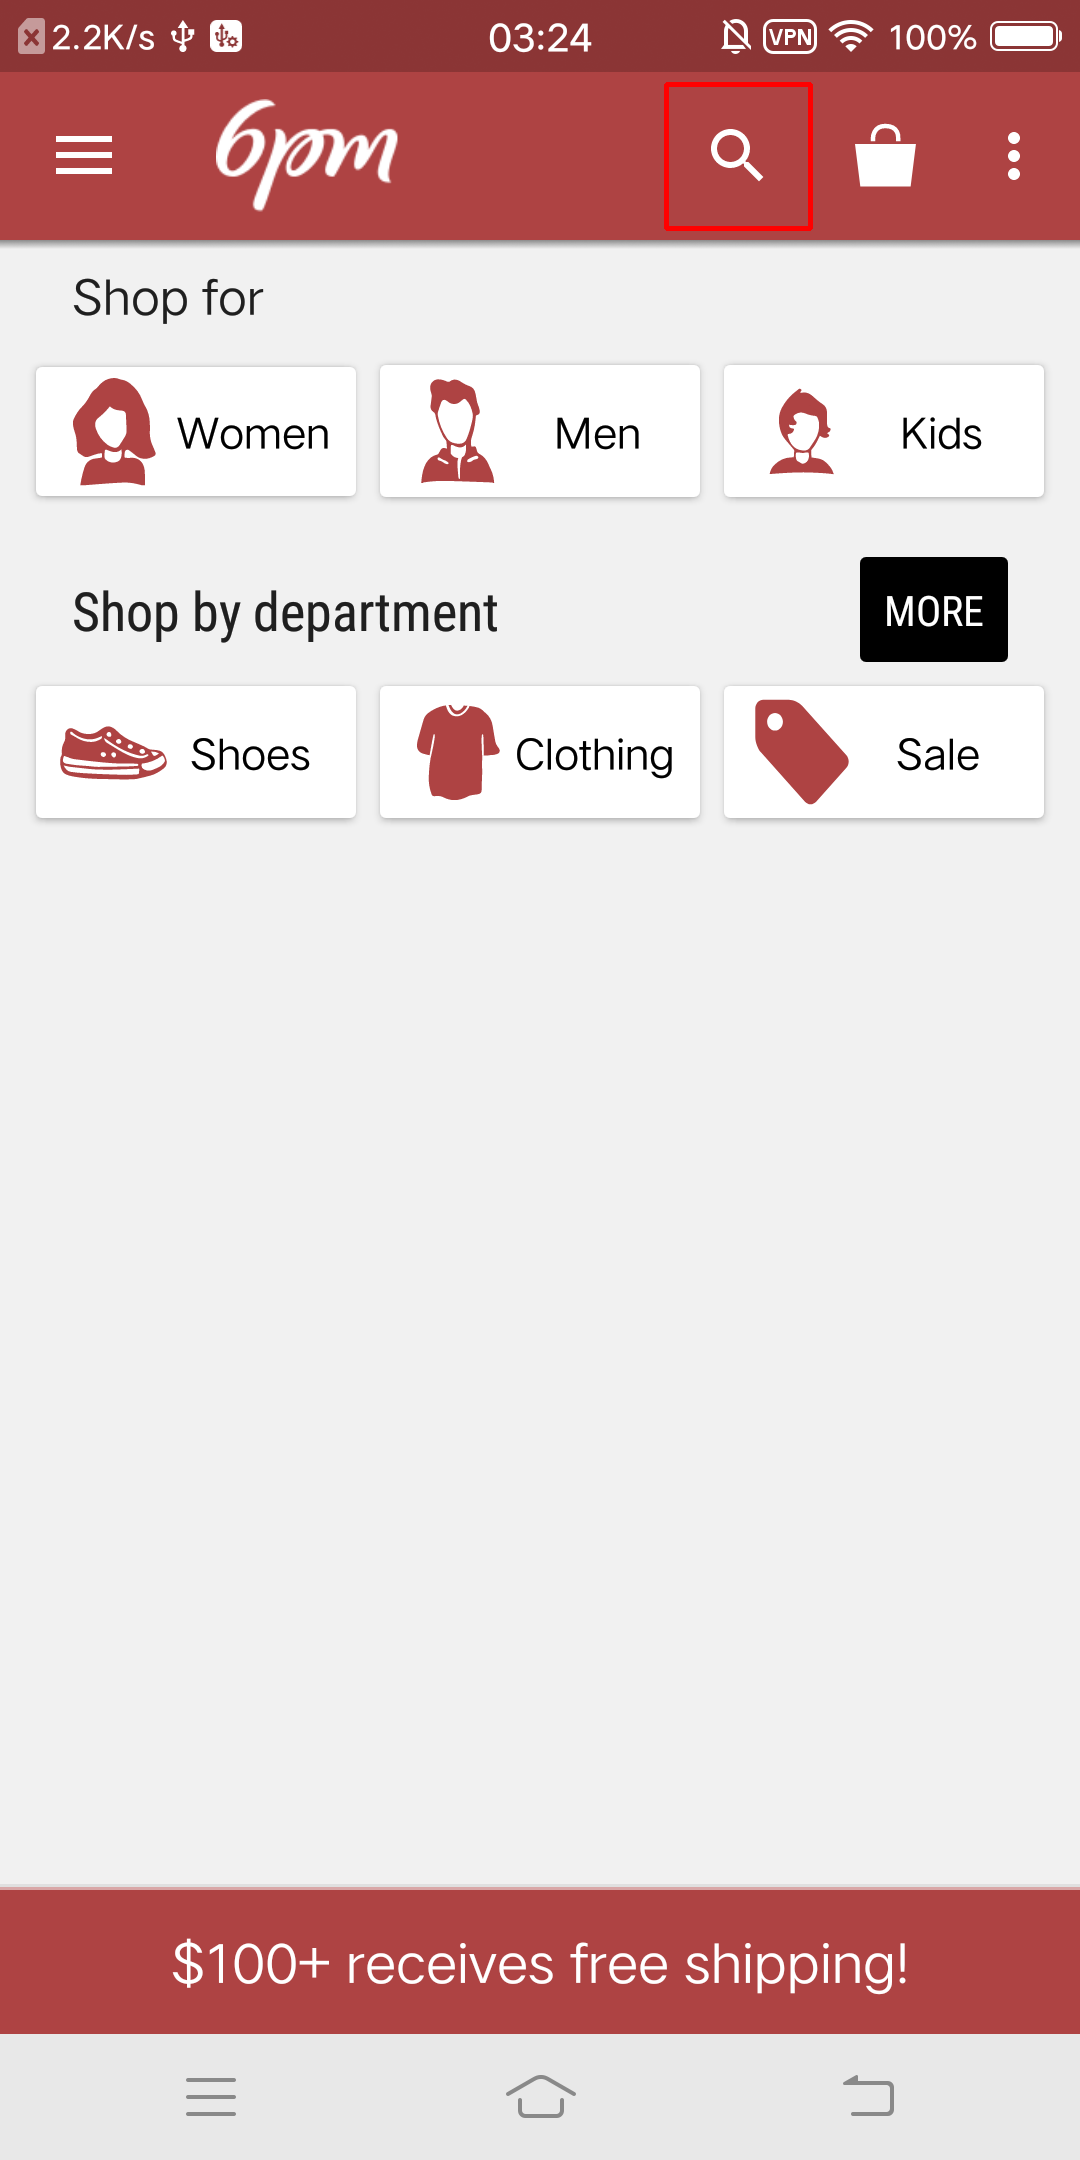 2.2K/s 03:24 VPN 100%
6pm
Shop for
Women Men Kids
Shop by department MORE
Shoes Clothing Sale
$100+ receives free shipping!